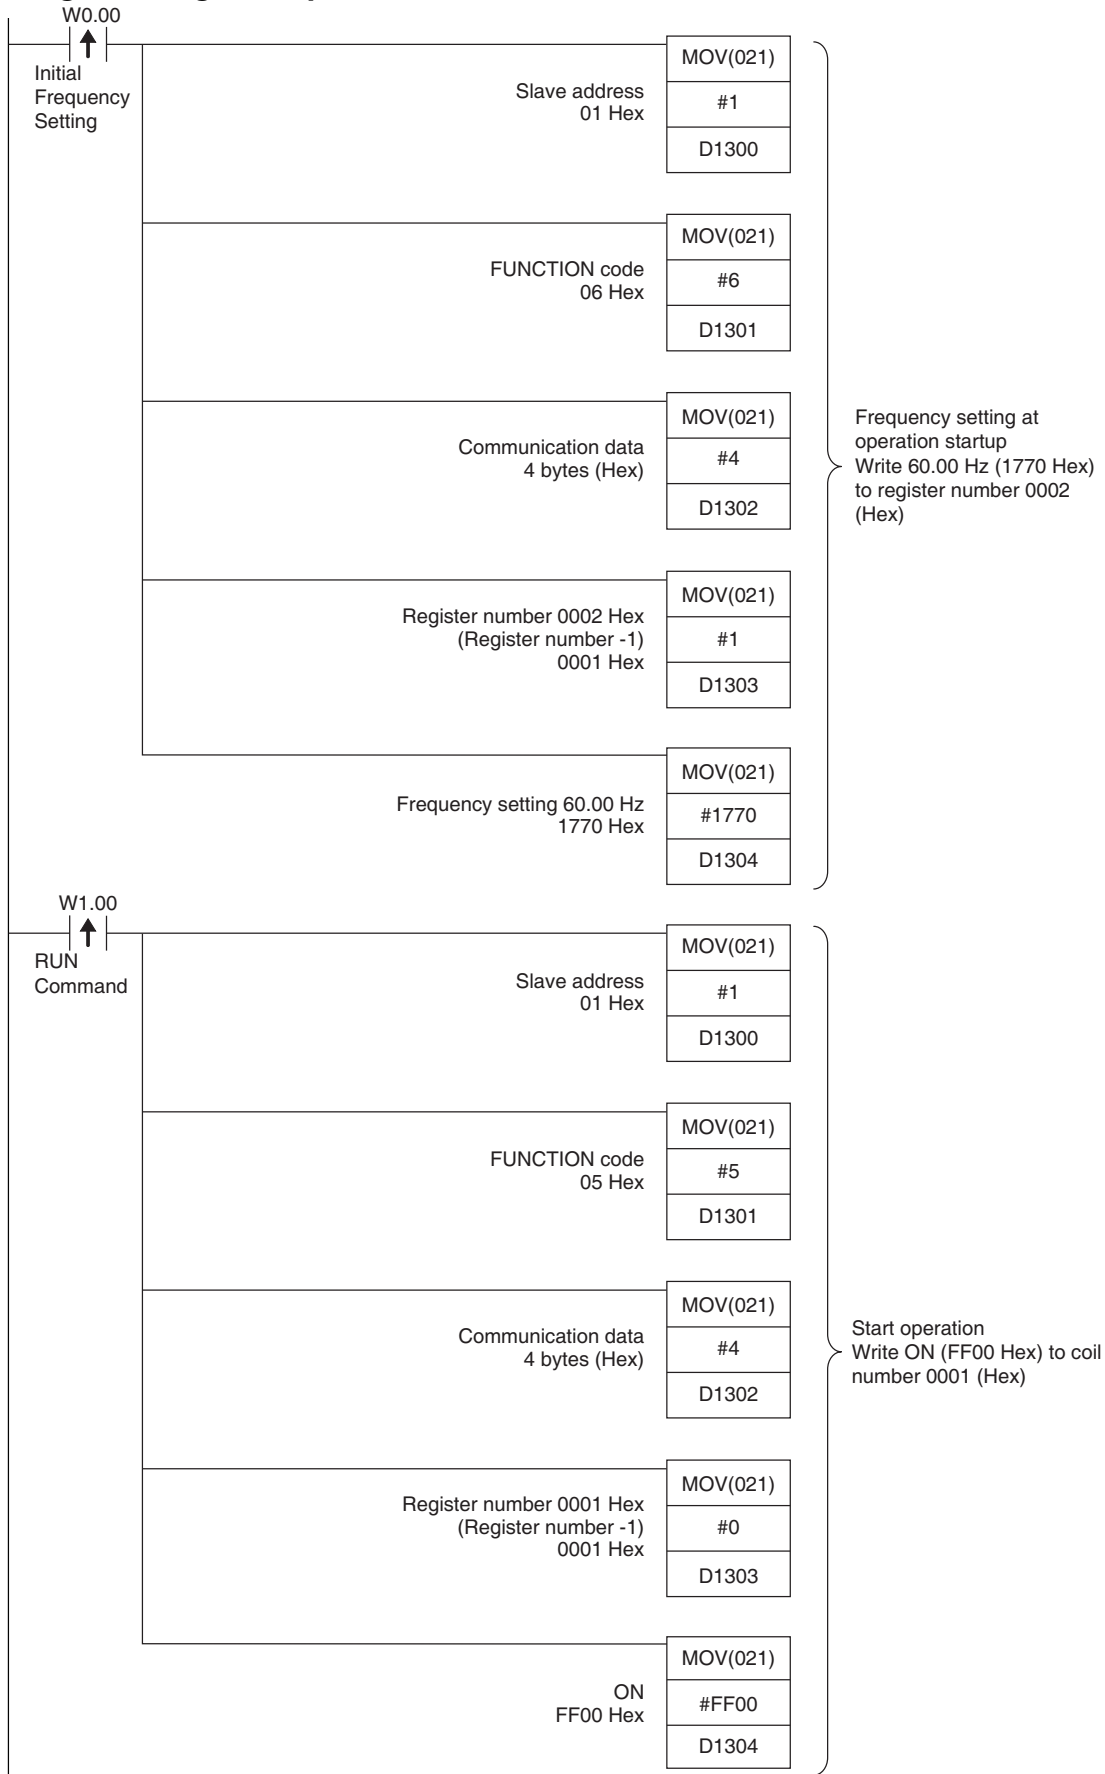 W0.00
Initial
Frequency
Setting
Slave address
01 Hex
MOV(021)
#1
D1300
FUNCTION code
06 Hex
MOV(021)
#6
D1301
Communication data
4 bytes (Hex)
MOV(021)
#4
D1302
Register number 0002 Hex
(Register number -1)
0001 Hex
MOV(021)
#1
D1303
Frequency setting 60.00 Hz
1770 Hex
MOV(021)
#1770
D1304
Frequency setting at
operation startup
Write 60.00 Hz (1770 Hex)
to register number 0002
(Hex)
W1.00
RUN
Command
Slave address
01 Hex
MOV(021)
#1
D1300
FUNCTION code
05 Hex
MOV(021)
#5
D1301
Communication data
4 bytes (Hex)
MOV(021)
#4
D1302
Register number 0001 Hex
(Register number -1)
0001 Hex
MOV(021)
#0
D1303
ON
FF00 Hex
MOV(021)
#FF00
D1304
Start operation
Write ON (FF00 Hex) to coil
number 0001 (Hex)